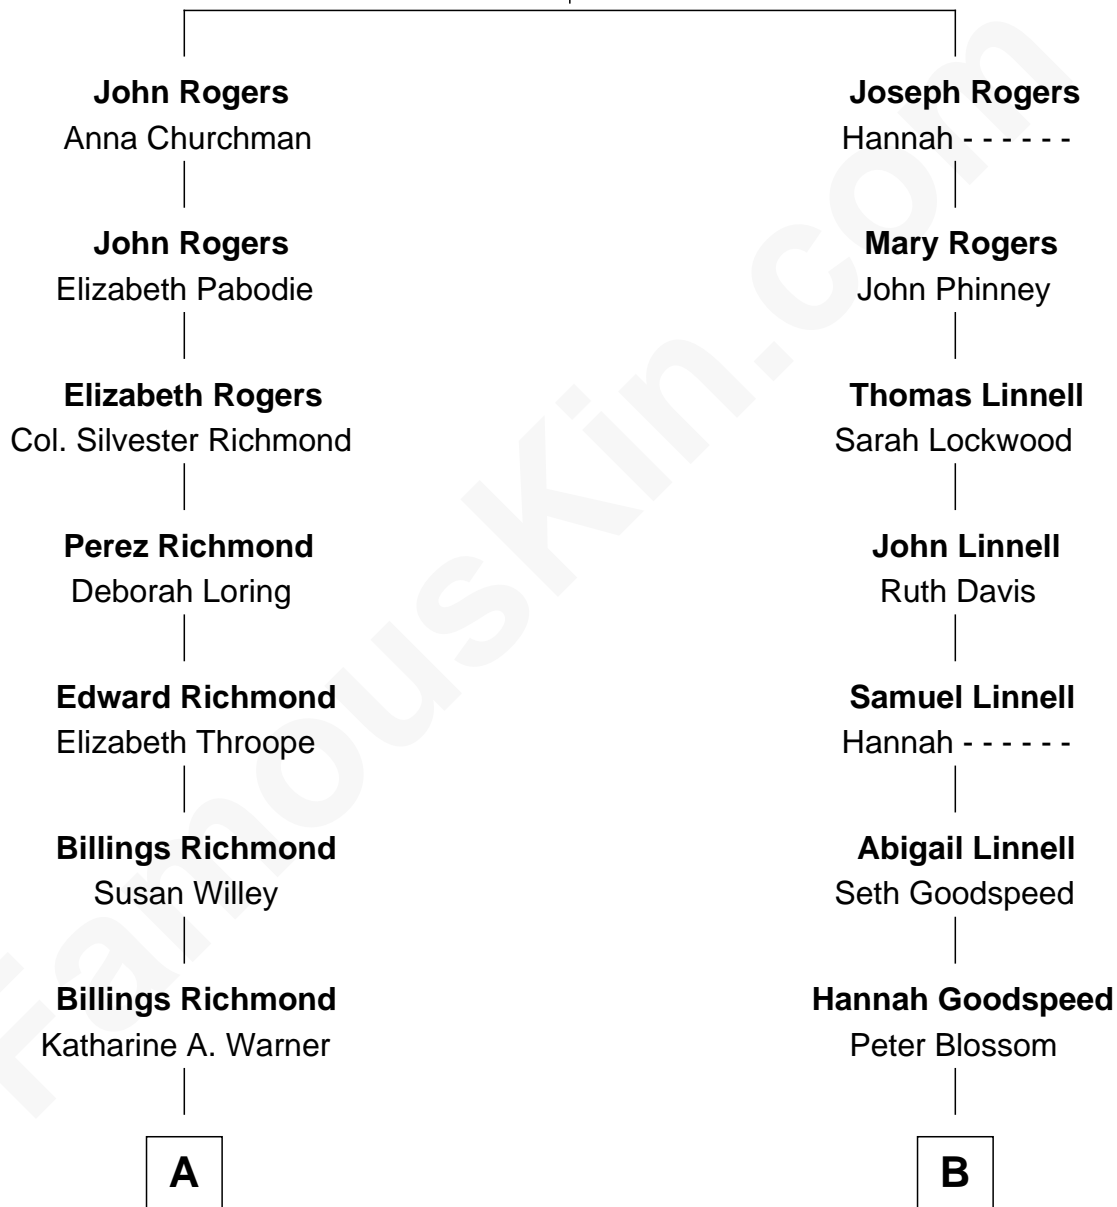 John Rogers
Anna Churchman
John Rogers
Elizabeth Pabodie
Elizabeth Rogers
Col. Silvester Richmond
Perez Richmond
Deborah Loring
Edward Richmond
Elizabeth Throope
Billings Richmond
Susan Willey
Billings Richmond
Katharine A. Warner
A
Joseph Rogers
Hannah - - - - - -
Mary Rogers
John Phinney
Thomas Linnell
Sarah Lockwood
John Linnell
Ruth Davis
Samuel Linnell
Hannah - - - - - -
Abigail Linnell
Seth Goodspeed
Hannah Goodspeed
Peter Blossom
B
FamousKin.com